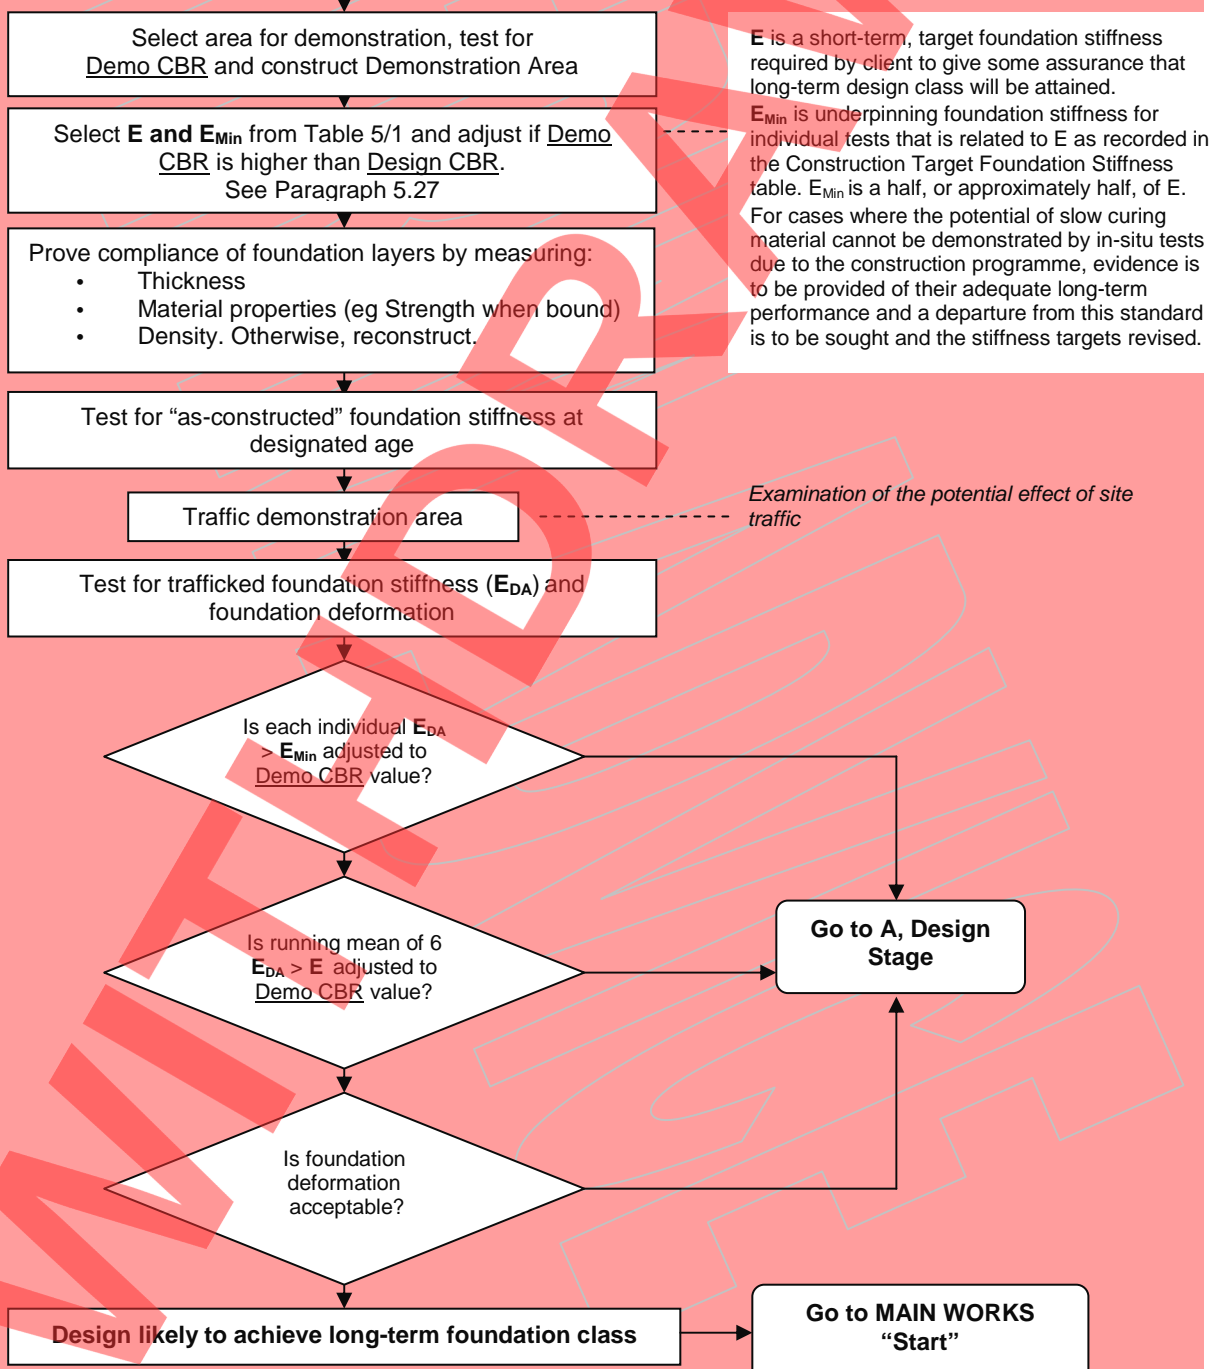 Select area for demonstration, test for
Demo CBR and construct Demonstration Area
Select E and EMin from Table 5/1 and adjust if Demo
CBR is higher than Design CBR.
See Paragraph 5.27
E is a short-term, target foundation stiffness
required by client to give some assurance that
long-term design class will be attained.
EMin is underpinning foundation stiffness for
individual tests that is related to E as recorded in
the Construction Target Foundation Stiffness
table. EMin is a half, or approximately half, of E.
For cases where the potential of slow curing
material cannot be demonstrated by in-situ tests
due to the construction programme, evidence is
to be provided of their adequate long-term
performance and a departure from this standard
is to be sought and the stiffness targets revised.
Prove compliance of foundation layers by measuring:
• Thickness
• Material properties (eg Strength when bound)
• Density. Otherwise, reconstruct.
Test for “as-constructed” foundation stiffness at
designated age
Traffic demonstration area
Examination of the potential effect of site
traffic
Test for trafficked foundation stiffness (EDA) and
foundation deformation
Is each individual EDA
> EMin adjusted to
Demo CBR value?
Is running mean of 6
EDA > E adjusted to
Demo CBR value?
Go to A, Design
Stage
Is foundation
deformation
acceptable?
Design likely to achieve long-term foundation class
Go to MAIN WORKS
“Start”
WITHDRAW